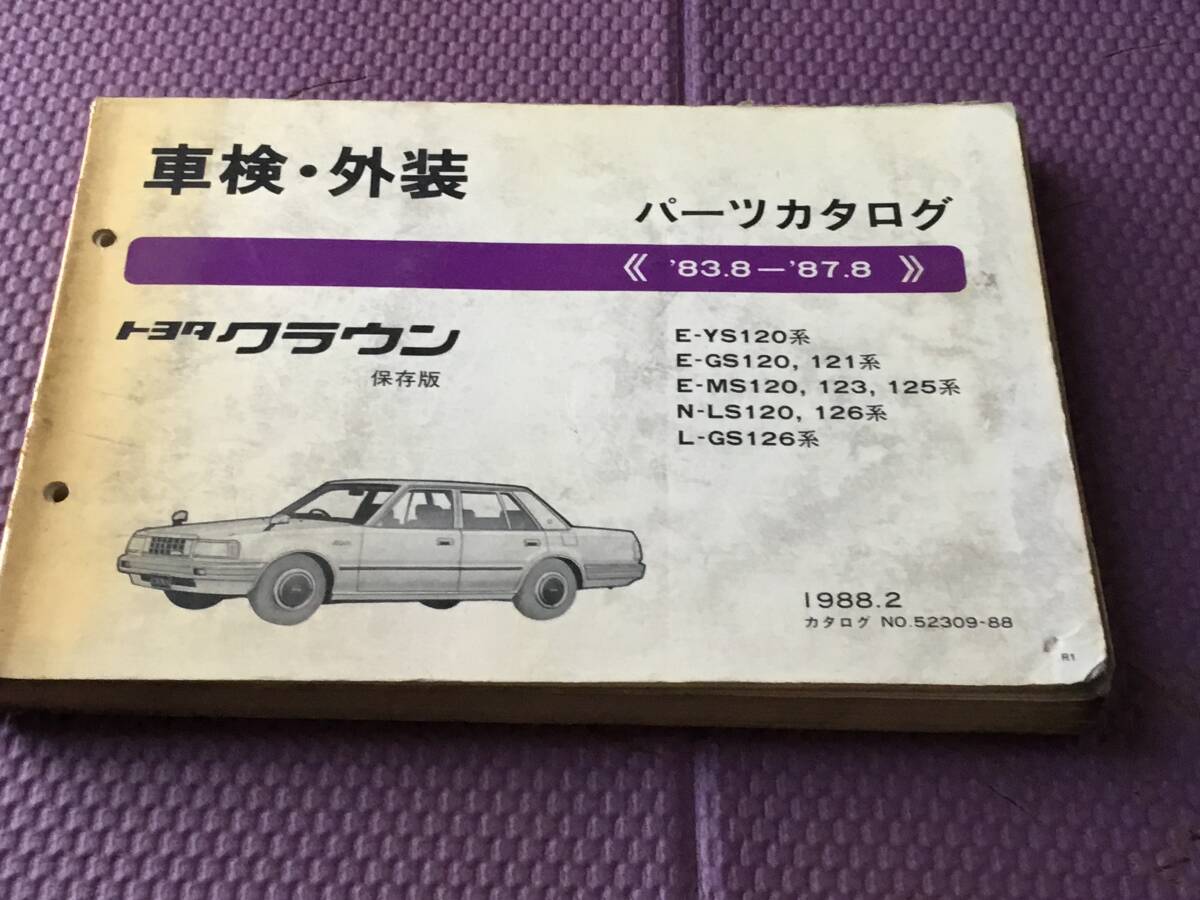 車検・外装
パーツカタログ
《 '83.8－'87.8 》
トヨタ クラウン
保存版
E-YS120系
E-GS120, 121系
E-MS120, 123, 125系
N-LS120, 126系
L-GS126系
1988.2
カタログ NO.52309-88
R1